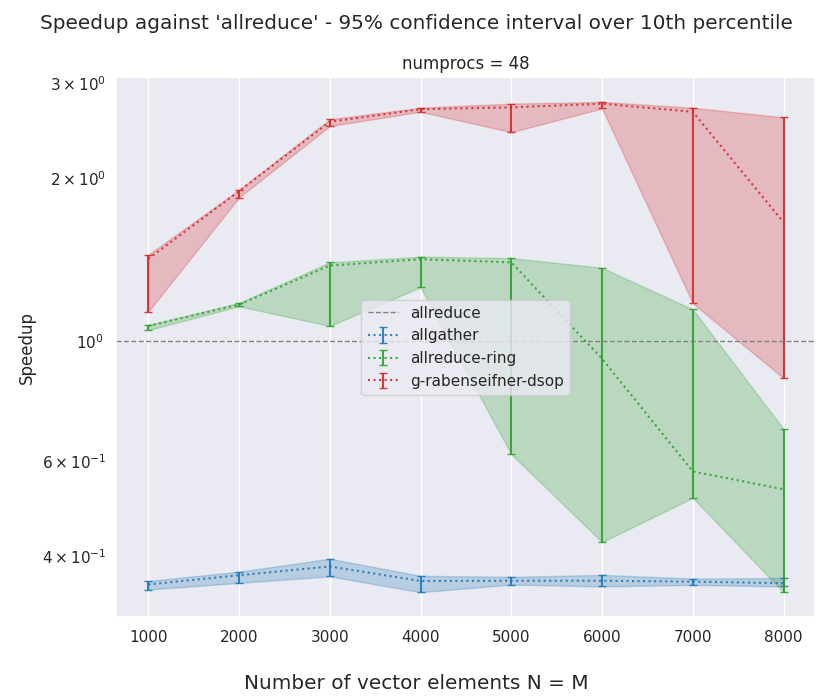 Speedup against 'allreduce' - 95% confidence interval over 10th percentile
numprocs = 48
3 × 10⁰
2 × 10⁰
10⁰
6 × 10⁻¹
4 × 10⁻¹
Speedup
allreduce
allgather
allreduce-ring
g-rabenseifner-dsop
1000 2000 3000 4000 5000 6000 7000 8000
Number of vector elements N = M